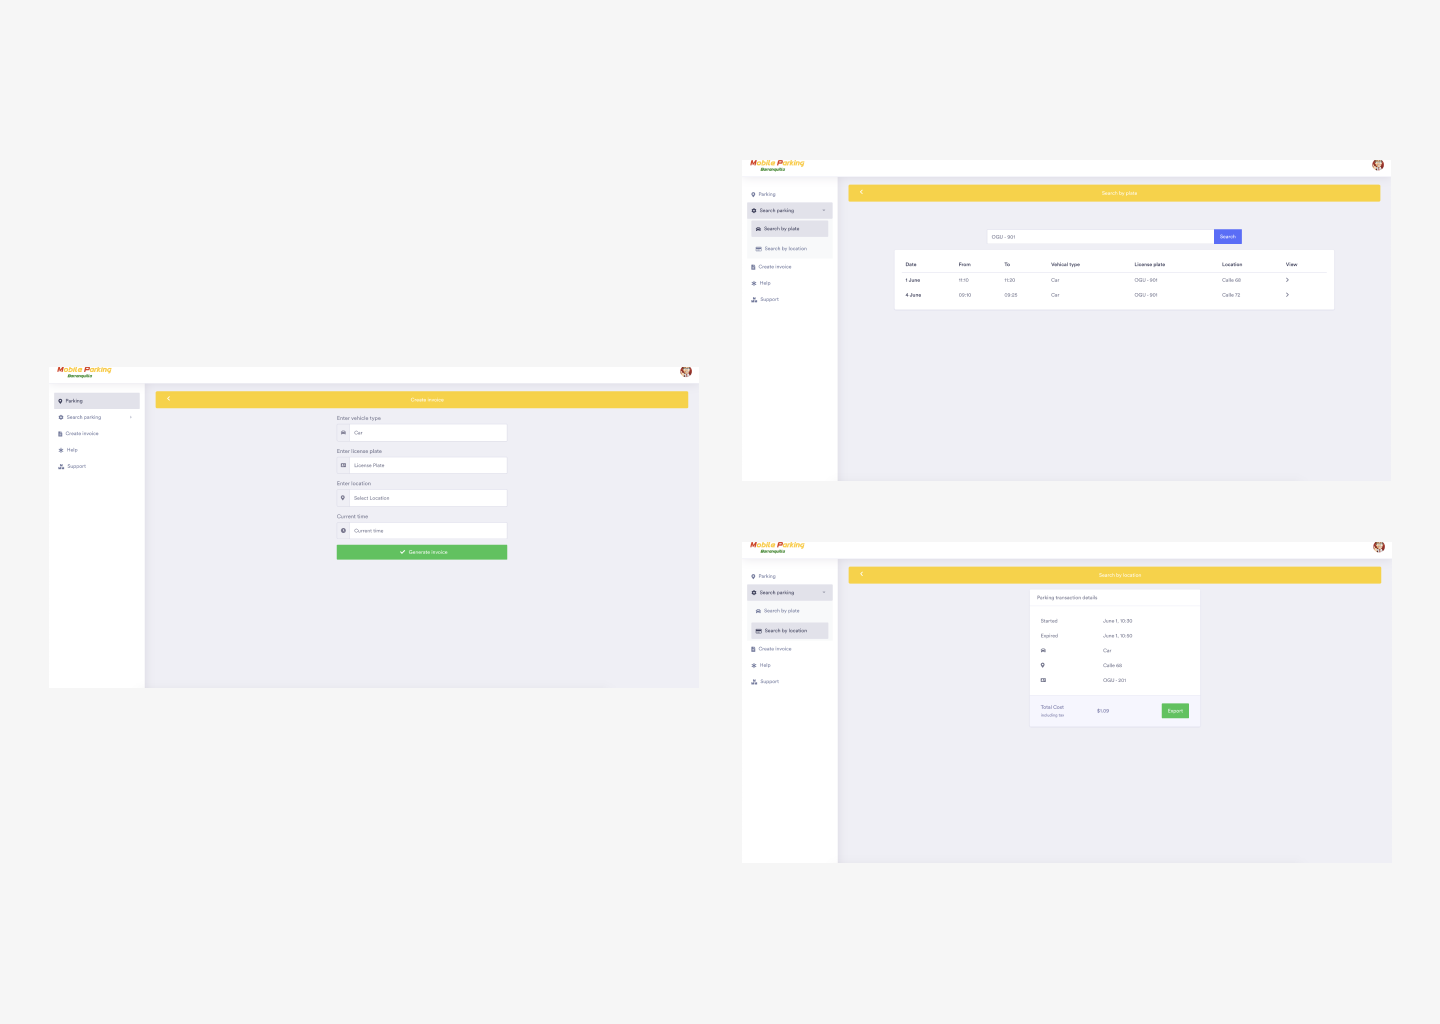 Mobile Parking
Barranquilla
Parking
Search parking
Create invoice
Help
Support
Create invoice
Enter vehicle type
Car
Enter license plate
License Plate
Enter location
Select Location
Current time
Current time
Generate invoice
Mobile Parking
Barranquilla
Parking
Search parking
Search by plate
Search by location
Create invoice
Help
Support
Search by plate
OGU - 901
Search
Date From To Vehical type License plate Location View
1 June 11:10 11:20 Car OGU - 901 Calle 68
4 June 09:10 09:25 Car OGU - 901 Calle 72
Mobile Parking
Barranquilla
Parking
Search parking
Search by plate
Search by location
Create invoice
Help
Support
Search by location
Parking transaction details
Started June 1, 10:30
Expired June 1, 10:50
Car
Calle 68
OGU - 201
Total Cost $1.09
Including tax
Export